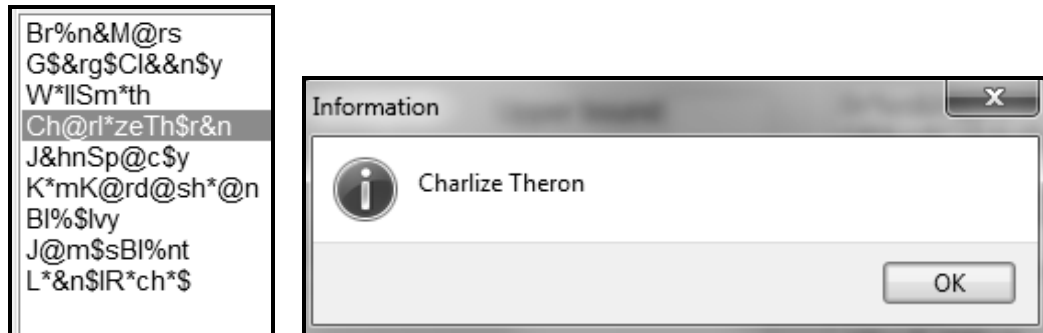 Br%n&M@rs
G$&rg$Cl&&n$y
W*llSm*th
Ch@rl*zeTh$r&n
J&hnSp@c$y
K*mK@rd@sh*@n
Bl%$Ivy
J@m$sBl%nt
L*&n$lR*ch*$
Information
Charlize Theron
OK